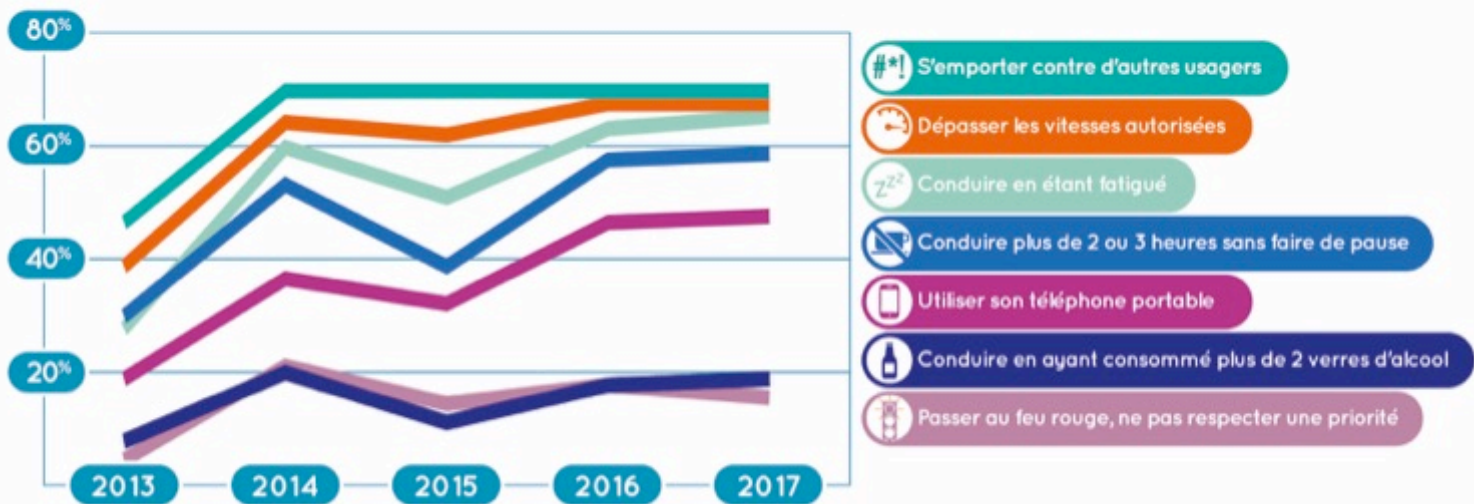 80%
#*! S'emporter contre d'autres usagers
Dépasser les vitesses autorisées
60%
zzz Conduire en étant fatigué
Conduire plus de 2 ou 3 heures sans faire de pause
40%
Utiliser son téléphone portable
Conduire en ayant consommé plus de 2 verres d'alcool
20%
Passer au feu rouge, ne pas respecter une priorité
2013 2014 2015 2016 2017